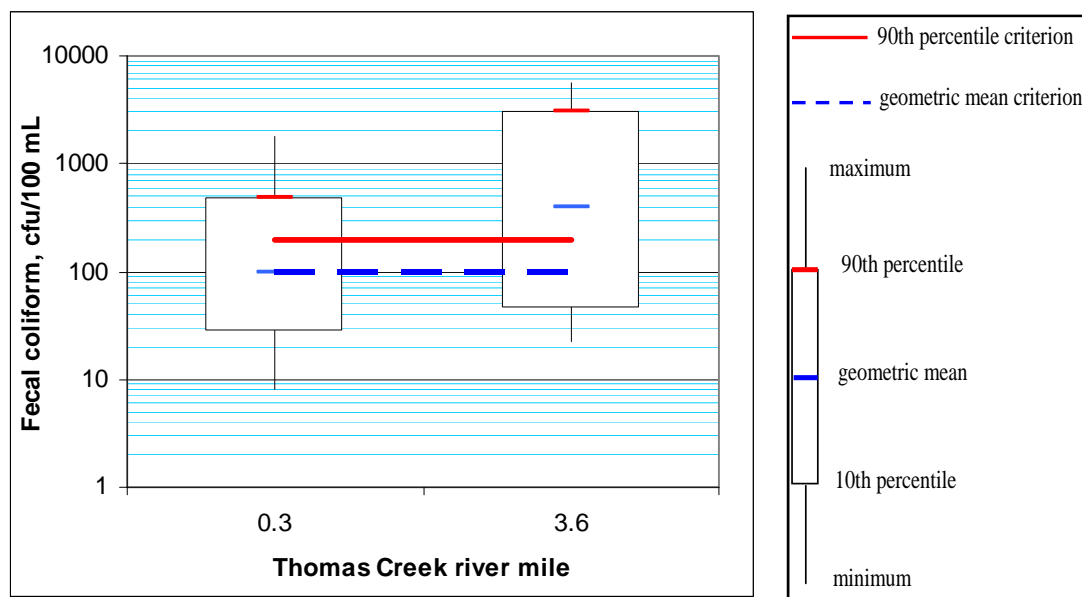 10000
1000
100
10
1
Fecal coliform, cfu/100 mL
0.3
3.6
Thomas Creek river mile
90th percentile criterion
geometric mean criterion
maximum
90th percentile
geometric mean
10th percentile
minimum